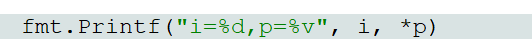 fmt.Printf("i=%d,p=%v", i, *p)